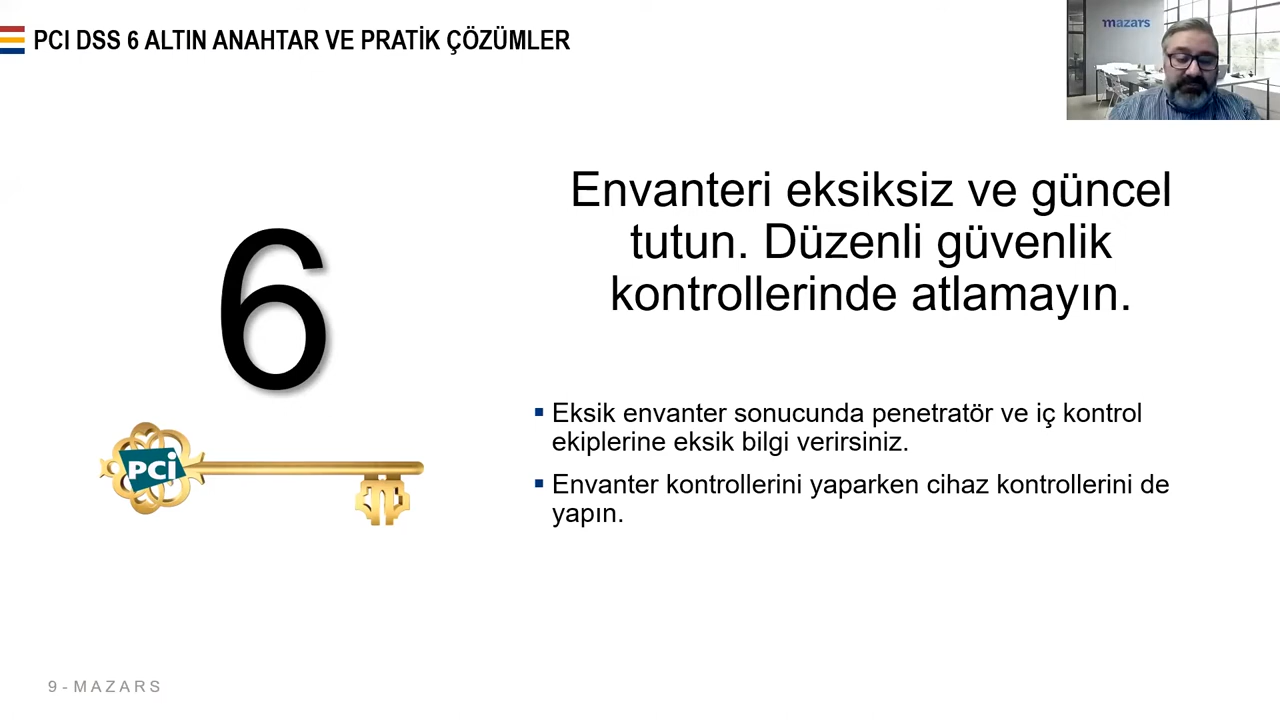 PCI DSS 6 ALTIN ANAHTAR VE PRATİK ÇÖZÜMLER
mazars
Envanteri eksiksiz ve güncel
tutun. Düzenli güvenlik
kontrollerinde atlamayın.
6
PCI
▪ Eksik envanter sonucunda penetratör ve iç kontrol
ekiplerine eksik bilgi verirsiniz.
▪ Envanter kontrollerini yaparken cihaz kontrollerini de
yapın.
9 - MAZARS